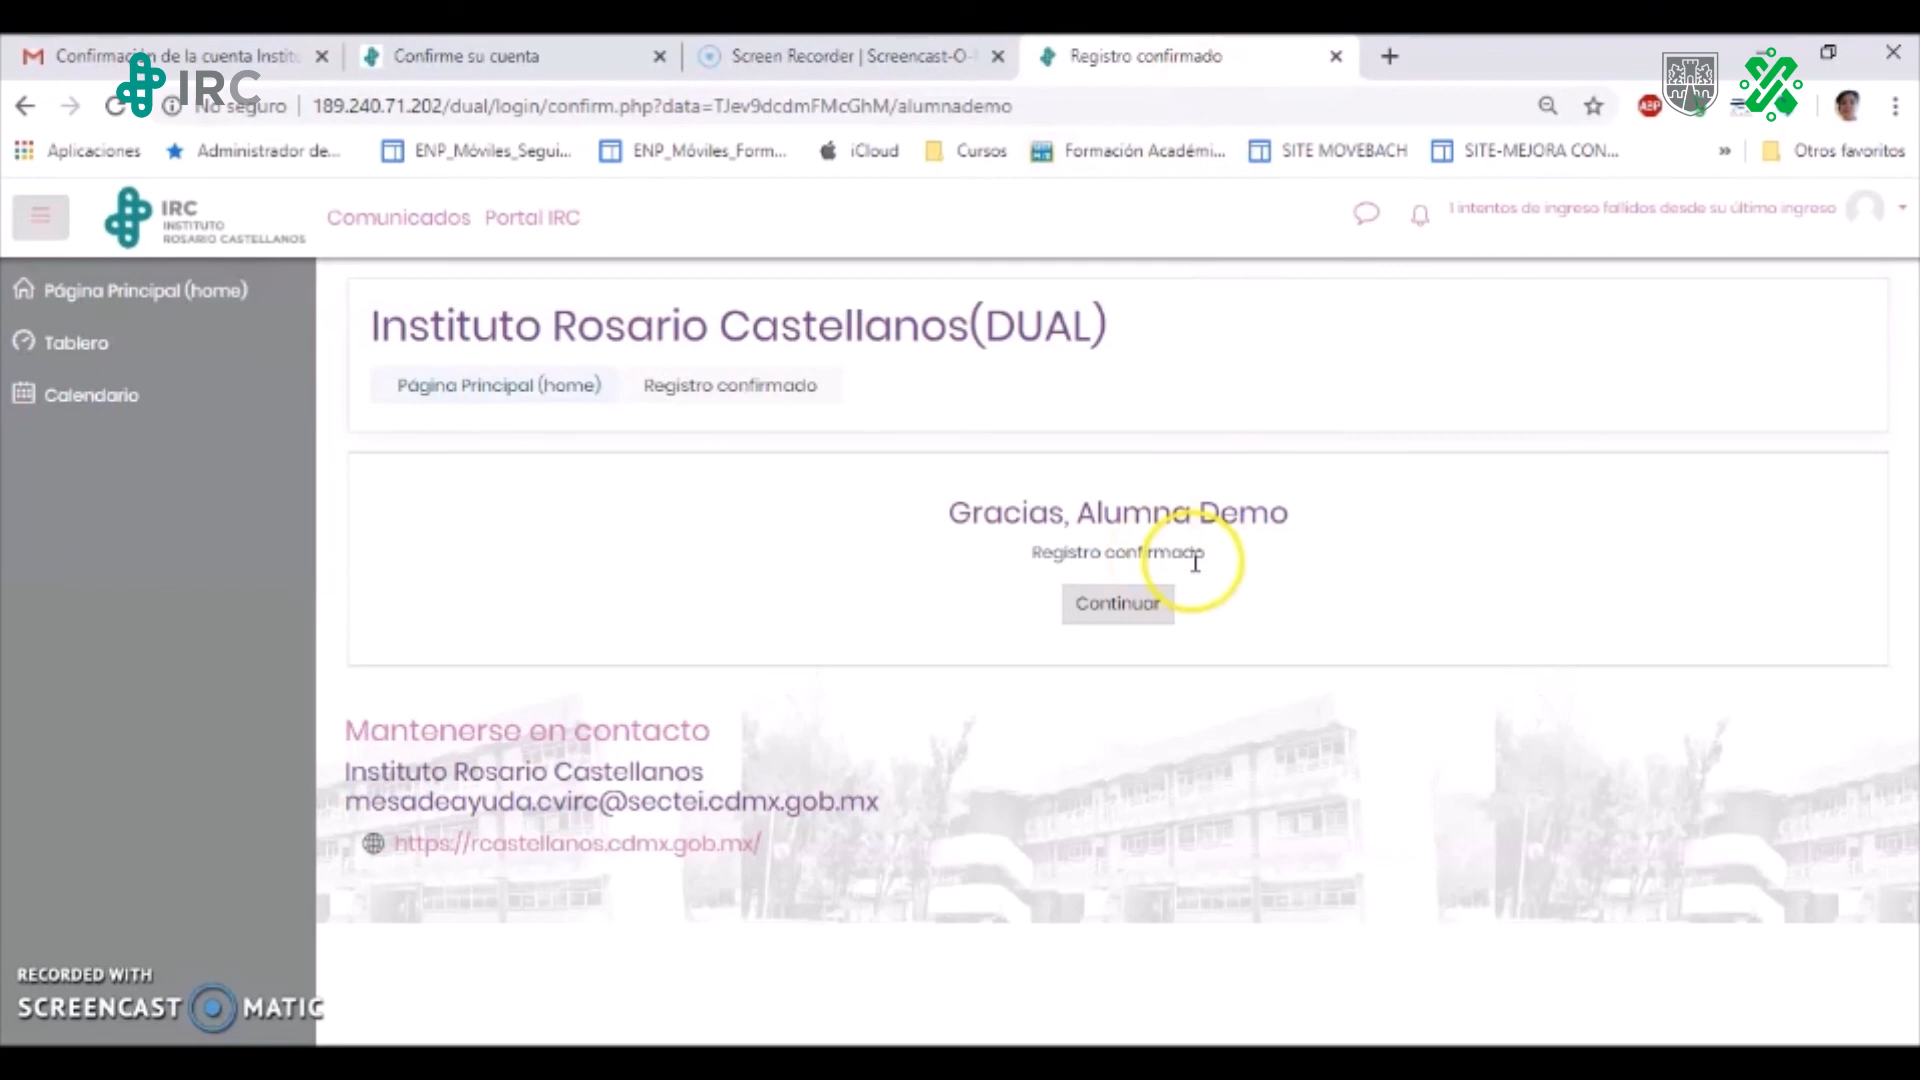 Confirmación de la cuenta Instit
Confirme su cuenta
Screen Recorder | Screencast-O-
Registro confirmado
IRC
No seguro
189.240.71.202/dual/login/confirm.php?data=TJev9dcdmFMcGhM/alumnademo
ABP
Aplicaciones
Administrador de...
ENP_Móviles_Segui...
ENP_Móviles_Form...
iCloud
Cursos
Formación Académi...
SITE MOVEBACH
SITE-MEJORA CON...
»
Otros favoritos
IRC
INSTITUTO
ROSARIO CASTELLANOS
Comunicados
Portal IRC
1 intentos de ingreso fallidos desde su último ingreso
Página Principal (home)
Tablero
Calendario
Instituto Rosario Castellanos(DUAL)
Página Principal (home)
Registro confirmado
Gracias, Alumna Demo
Registro confirmado
Continuar
Mantenerse en contacto
Instituto Rosario Castellanos
mesadeayuda.cvirc@sectei.cdmx.gob.mx
https://rcastellanos.cdmx.gob.mx/
RECORDED WITH
SCREENCAST MATIC